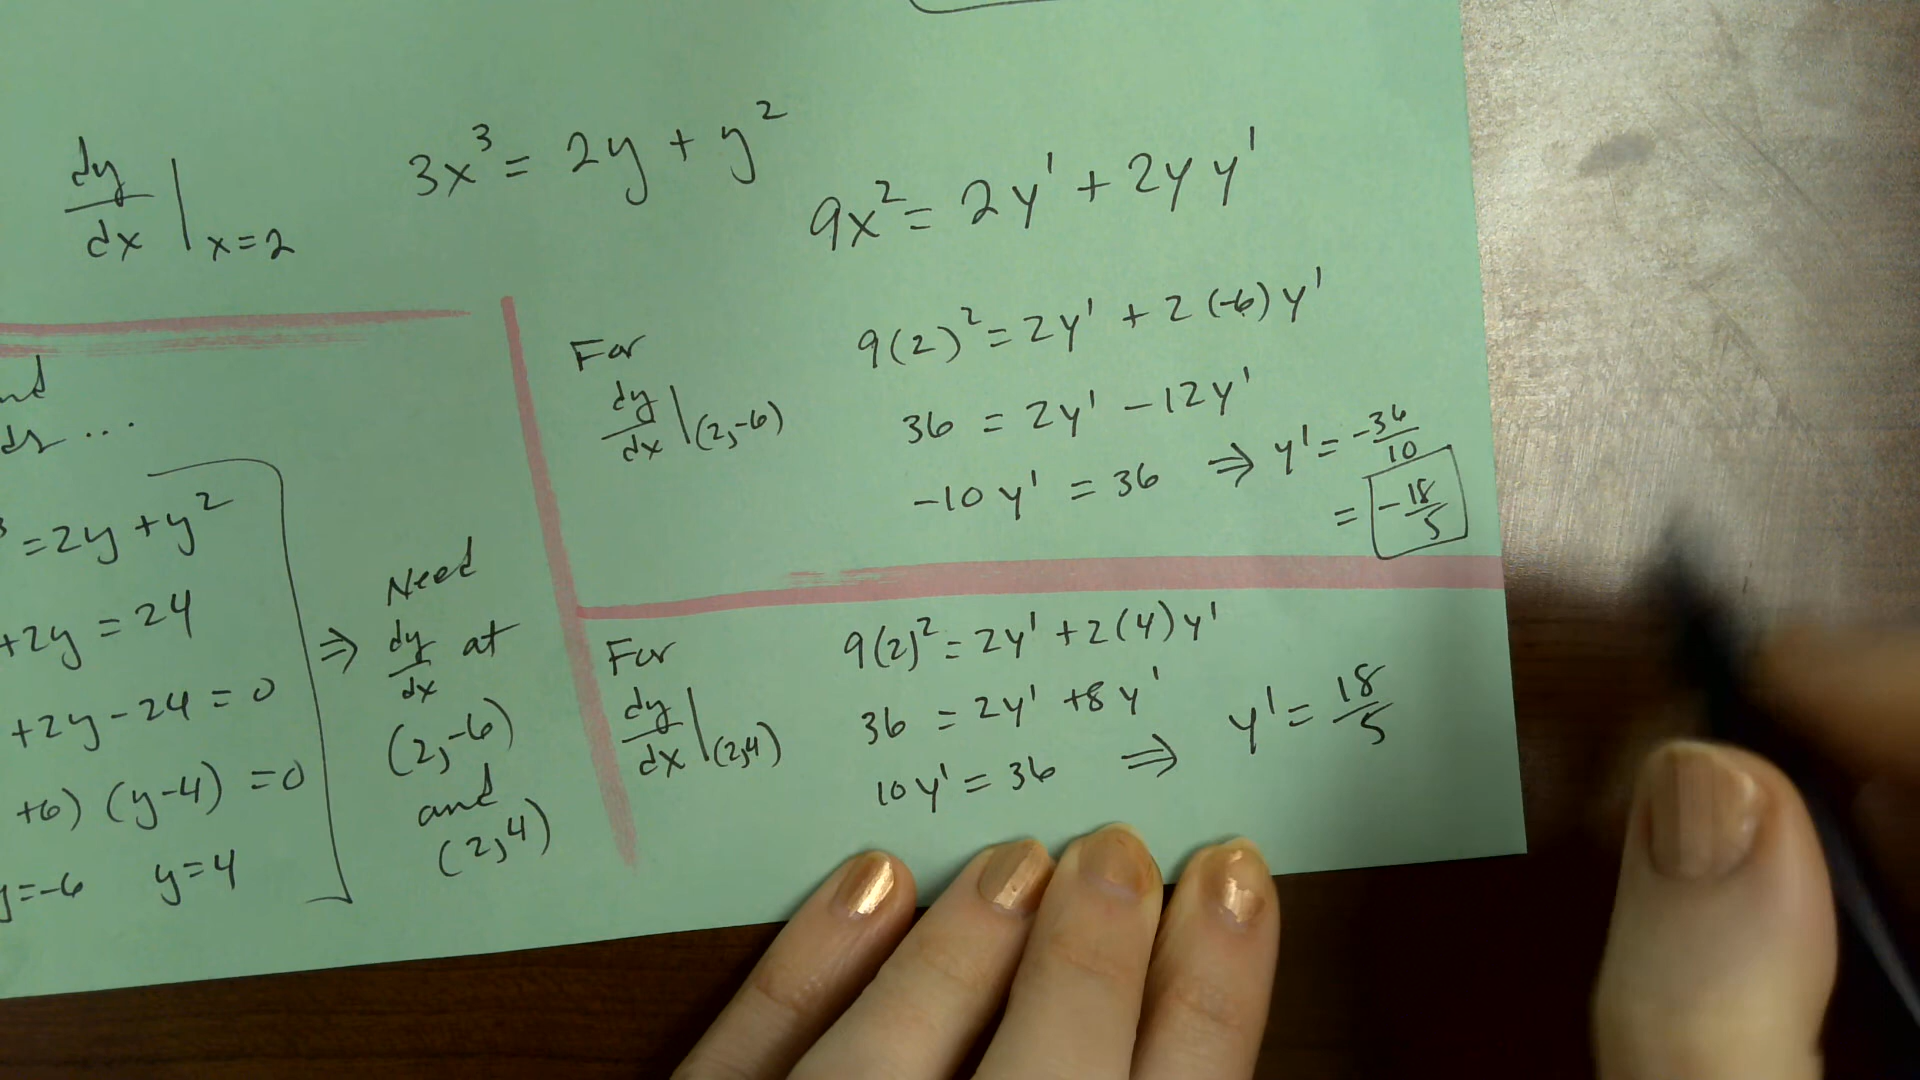 dy/dx |x=2
3x³ = 2y + y²
9x² = 2y' + 2y y'
...
³ = 2y + y²
+2y = 24
+2y - 24 = 0
+6) (y-4) = 0
y=-6 y=4
⇒ Need
dy/dx at
(2,-6)
and
(2,4)
For
dy/dx |(2,-6)
9(2)² = 2y' + 2(-6)y'
36 = 2y' - 12y'
-10y' = 36 ⇒ y' = -36/10
= -18/5
For
dy/dx |(2,4)
9(2)² = 2y' + 2(4)y'
36 = 2y' + 8y'
10y' = 36 ⇒ y' = 18/5